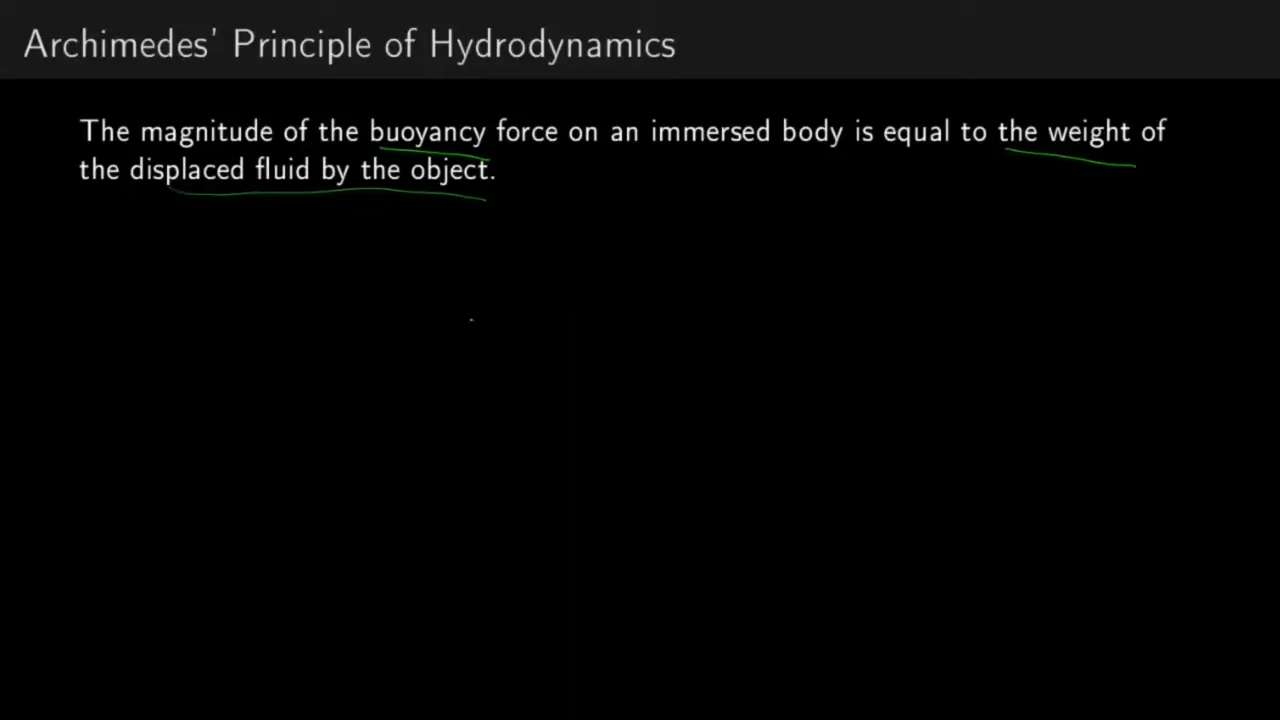 Archimedes' Principle of Hydrodynamics
The magnitude of the buoyancy force on an immersed body is equal to the weight of
the displaced fluid by the object.